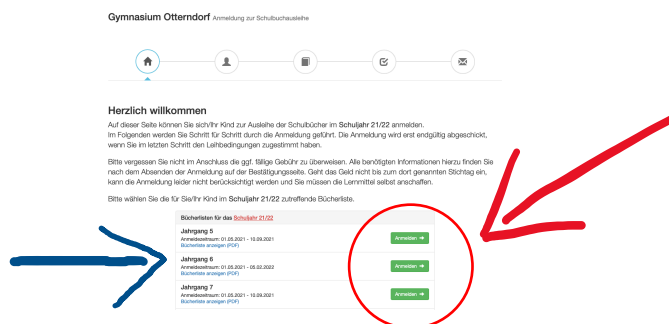 Gymnasium Otterndorf Anmeldung zur Schulbuchausleihe
Herzlich willkommen
Auf dieser Seite können Sie sich/Ihr Kind zur Ausleihe der Schulbücher im Schuljahr 21/22 anmelden.
Im Folgenden werden Sie Schritt für Schritt durch die Anmeldung geführt. Die Anmeldung wird erst endgültig abgeschickt,
wenn Sie im letzten Schritt den Leihbedingungen zugestimmt haben.
Bitte vergessen Sie nicht im Anschluss die ggf. fällige Gebühr zu überweisen. Alle benötigten Informationen hierzu finden Sie
nach dem Absenden der Anmeldung auf der Bestätigungsseite. Geht das Geld nicht bis zum dort genannten Stichtag ein,
kann die Anmeldung leider nicht berücksichtigt werden und Sie müssen die Lernmittel selbst anschaffen.
Bitte wählen Sie die für Sie/Ihr Kind im Schuljahr 21/22 zutreffende Bücherliste.
Bücherlisten für das Schuljahr 21/22
Jahrgang 5
Anmeldezeitraum: 01.05.2021 - 10.09.2021
Bücherliste anzeigen (PDF)
Anmelden
Jahrgang 6
Anmeldezeitraum: 01.05.2021 - 05.02.2022
Bücherliste anzeigen (PDF)
Anmelden
Jahrgang 7
Anmeldezeitraum: 01.05.2021 - 10.09.2021
Bücherliste anzeigen (PDF)
Anmelden